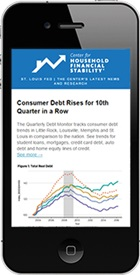 Center for
HOUSEHOLD
FINANCIAL
STABILITY
ST. LOUIS FED | THE CENTER'S LATEST NEWS
AND RESEARCH
Consumer Debt Rises for 10th
Quarter in a Row
The Quarterly Debt Monitor tracks consumer debt
trends in Little Rock, Louisville, Memphis and St.
Louis in comparison to the nation. See trends for
student loans, mortgages, credit card debt, auto
debt and home equity lines of credit.
See more
Figure 1: Total Real Debt